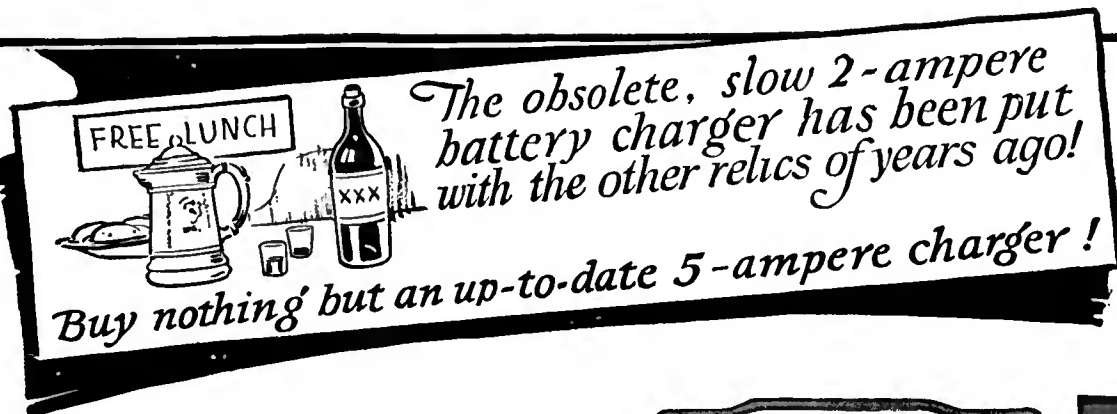 The obsolete, slow 2-ampere
battery charger has been put
with the other relics of years ago!
FREE LUNCH
XXX
Buy nothing but an up-to-date 5-ampere charger!